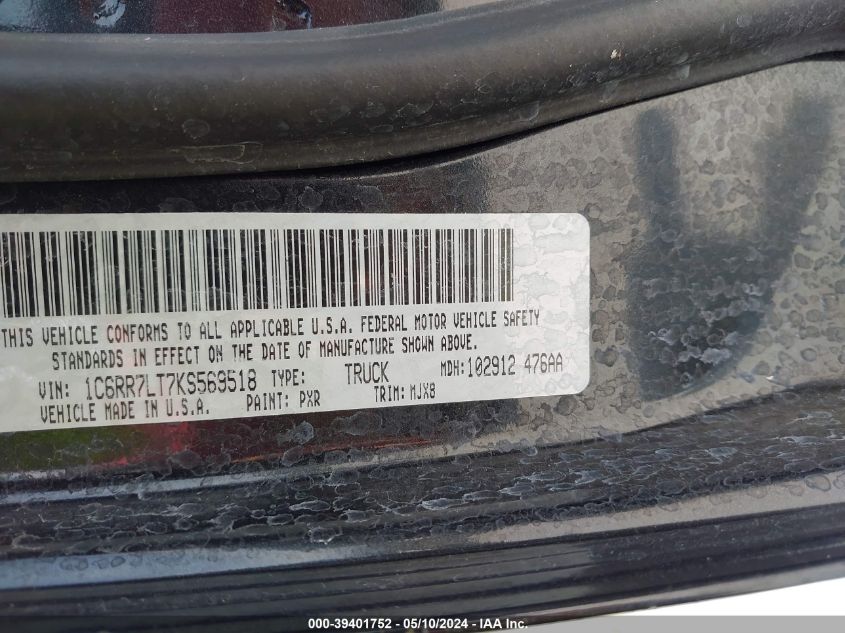 THIS VEHICLE CONFORMS TO ALL APPLICABLE U.S.A. FEDERAL MOTOR VEHICLE SAFETY
STANDARDS IN EFFECT ON THE DATE OF MANUFACTURE SHOWN ABOVE.
VIN: 1C6RR7LT7KS569518 TYPE: TRUCK MDH:102912 476AA
VEHICLE MADE IN U.S.A. PAINT: PXR TRIM: MJX8
000-39401752 - 05/10/2024 - IAA Inc.